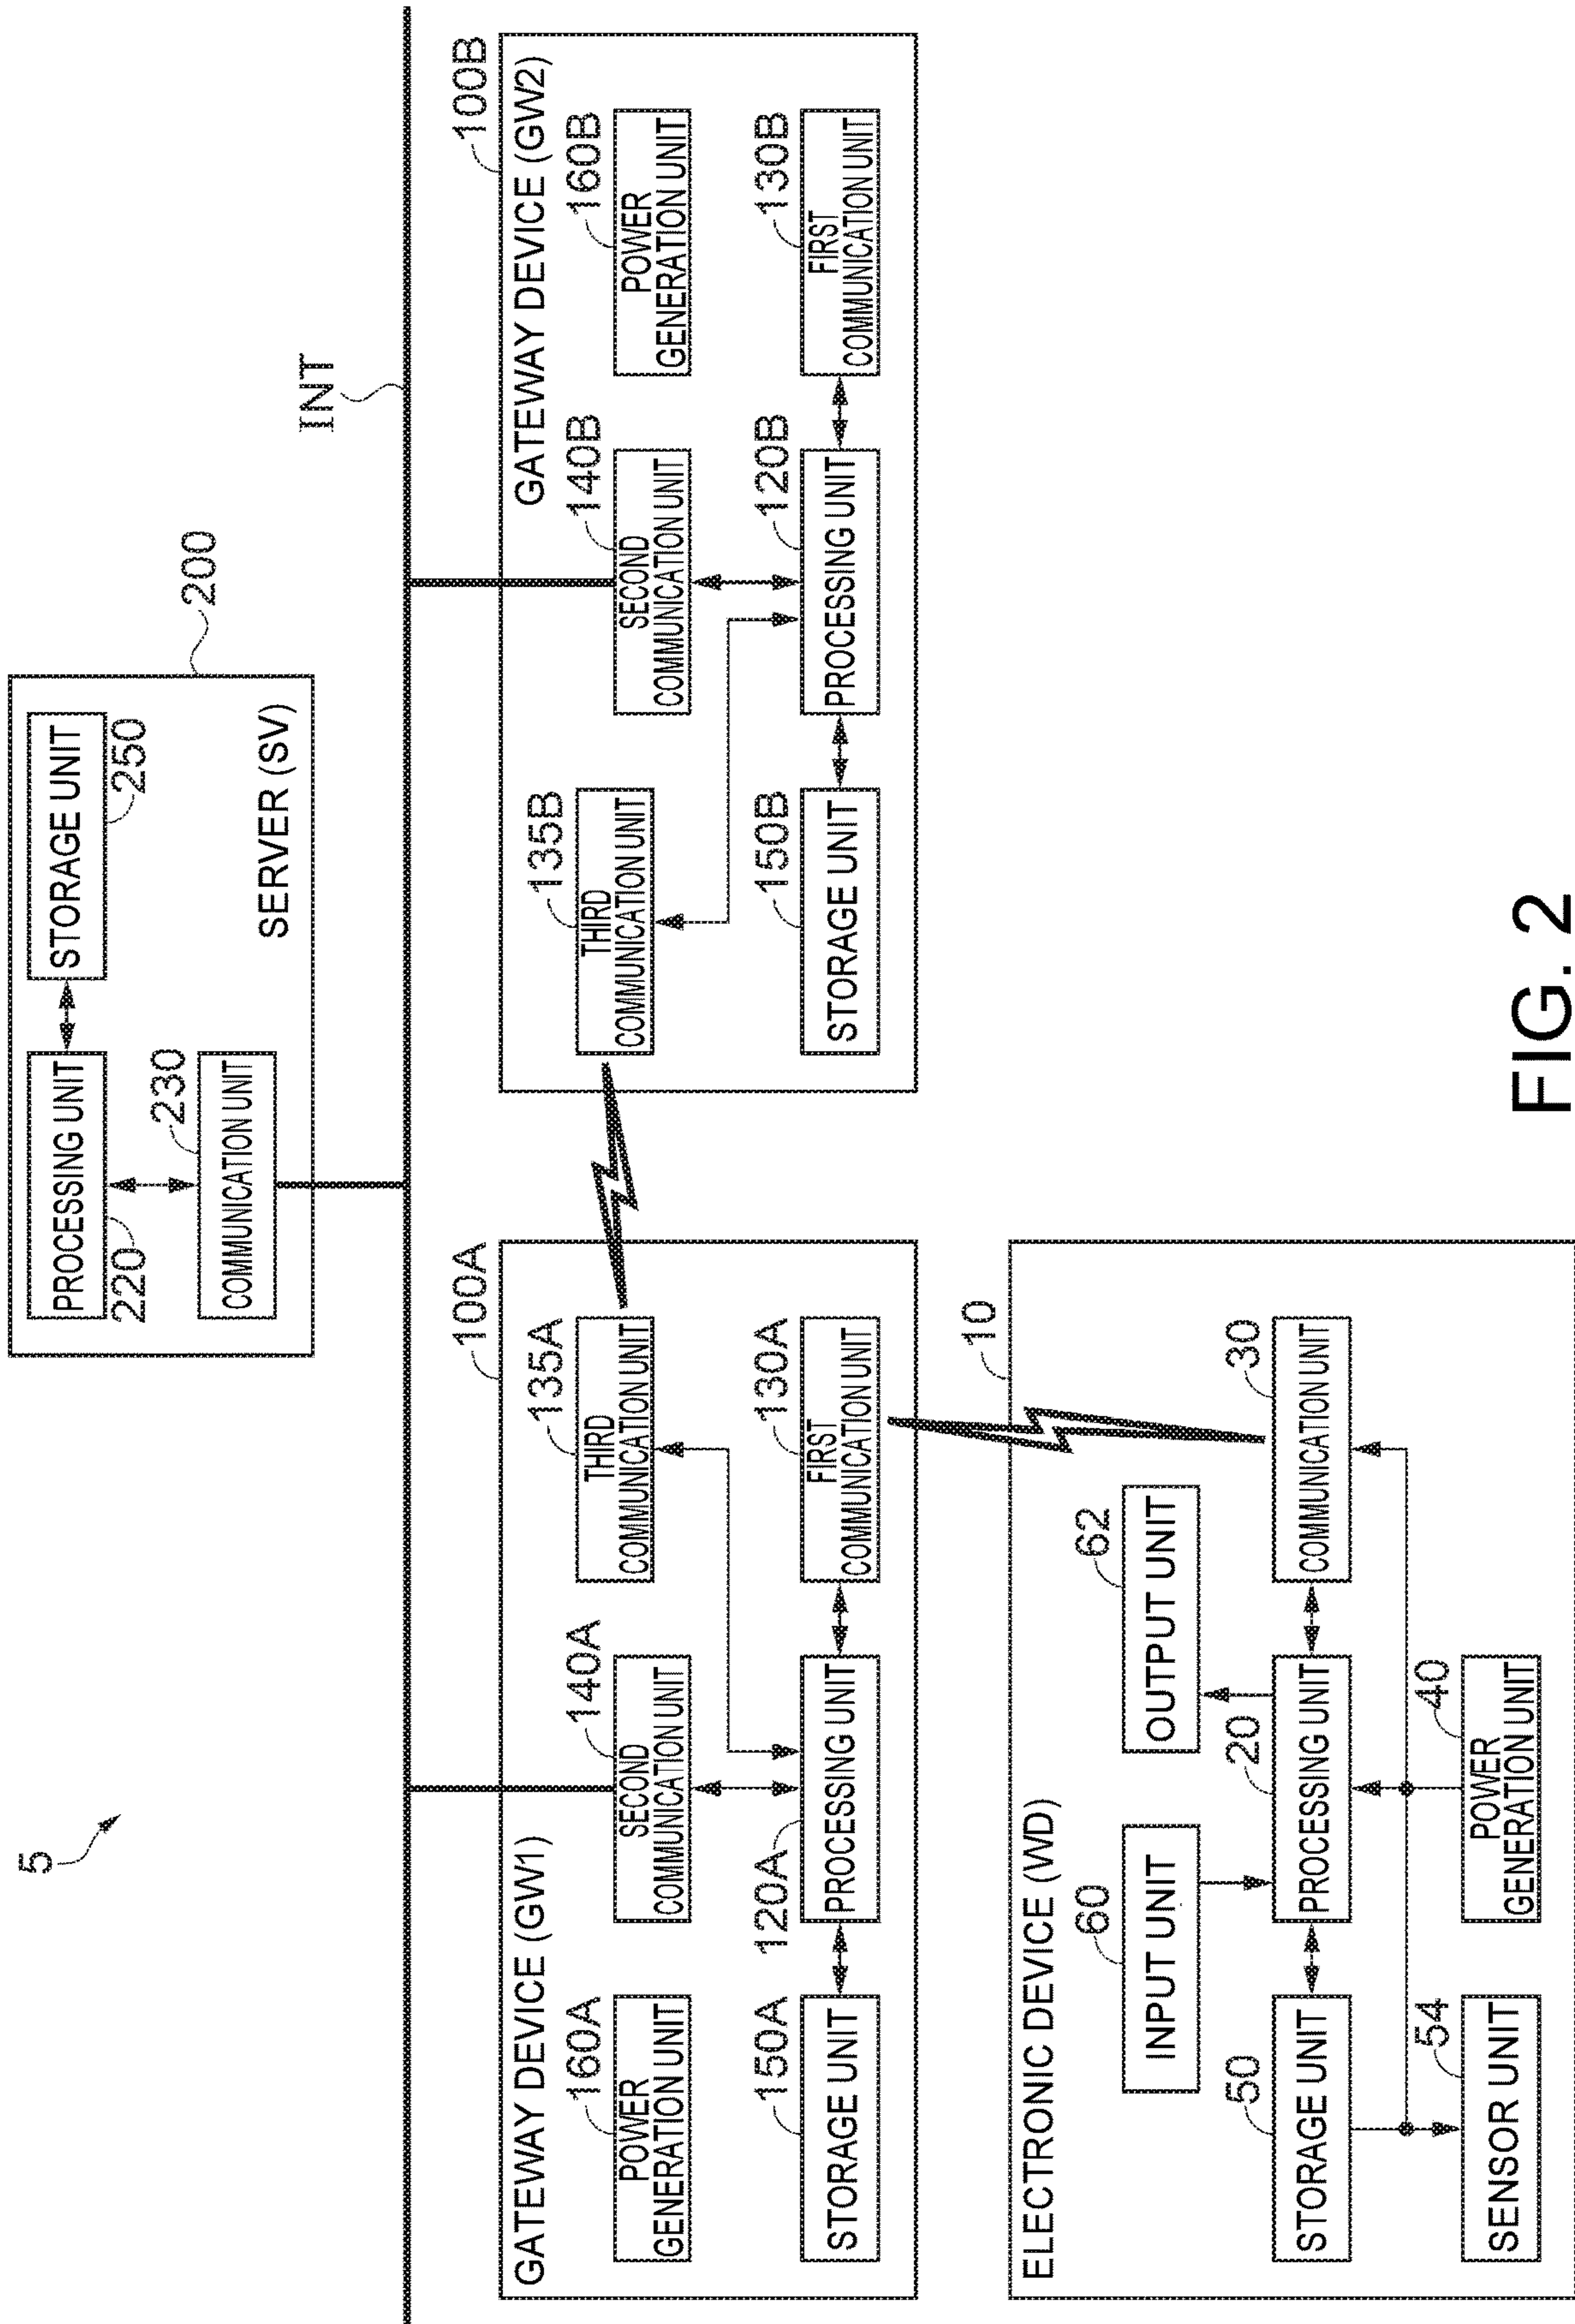 5
200
PROCESSING UNIT
220
STORAGE UNIT
250
230
COMMUNICATION UNIT
SERVER (SV)
INT
100A
GATEWAY DEVICE (GW1)
160A
POWER
GENERATION UNIT
140A
SECOND
COMMUNICATION UNIT
135A
THIRD
COMMUNICATION UNIT
150A
STORAGE UNIT
120A
PROCESSING UNIT
130A
FIRST
COMMUNICATION UNIT
100B
GATEWAY DEVICE (GW2)
135B
THIRD
COMMUNICATION UNIT
140B
SECOND
COMMUNICATION UNIT
160B
POWER
GENERATION UNIT
150B
STORAGE UNIT
120B
PROCESSING UNIT
130B
FIRST
COMMUNICATION UNIT
10
ELECTRONIC DEVICE (WD)
60
INPUT UNIT
62
OUTPUT UNIT
50
STORAGE UNIT
20
PROCESSING UNIT
30
COMMUNICATION UNIT
54
SENSOR UNIT
40
POWER
GENERATION UNIT
FIG. 2